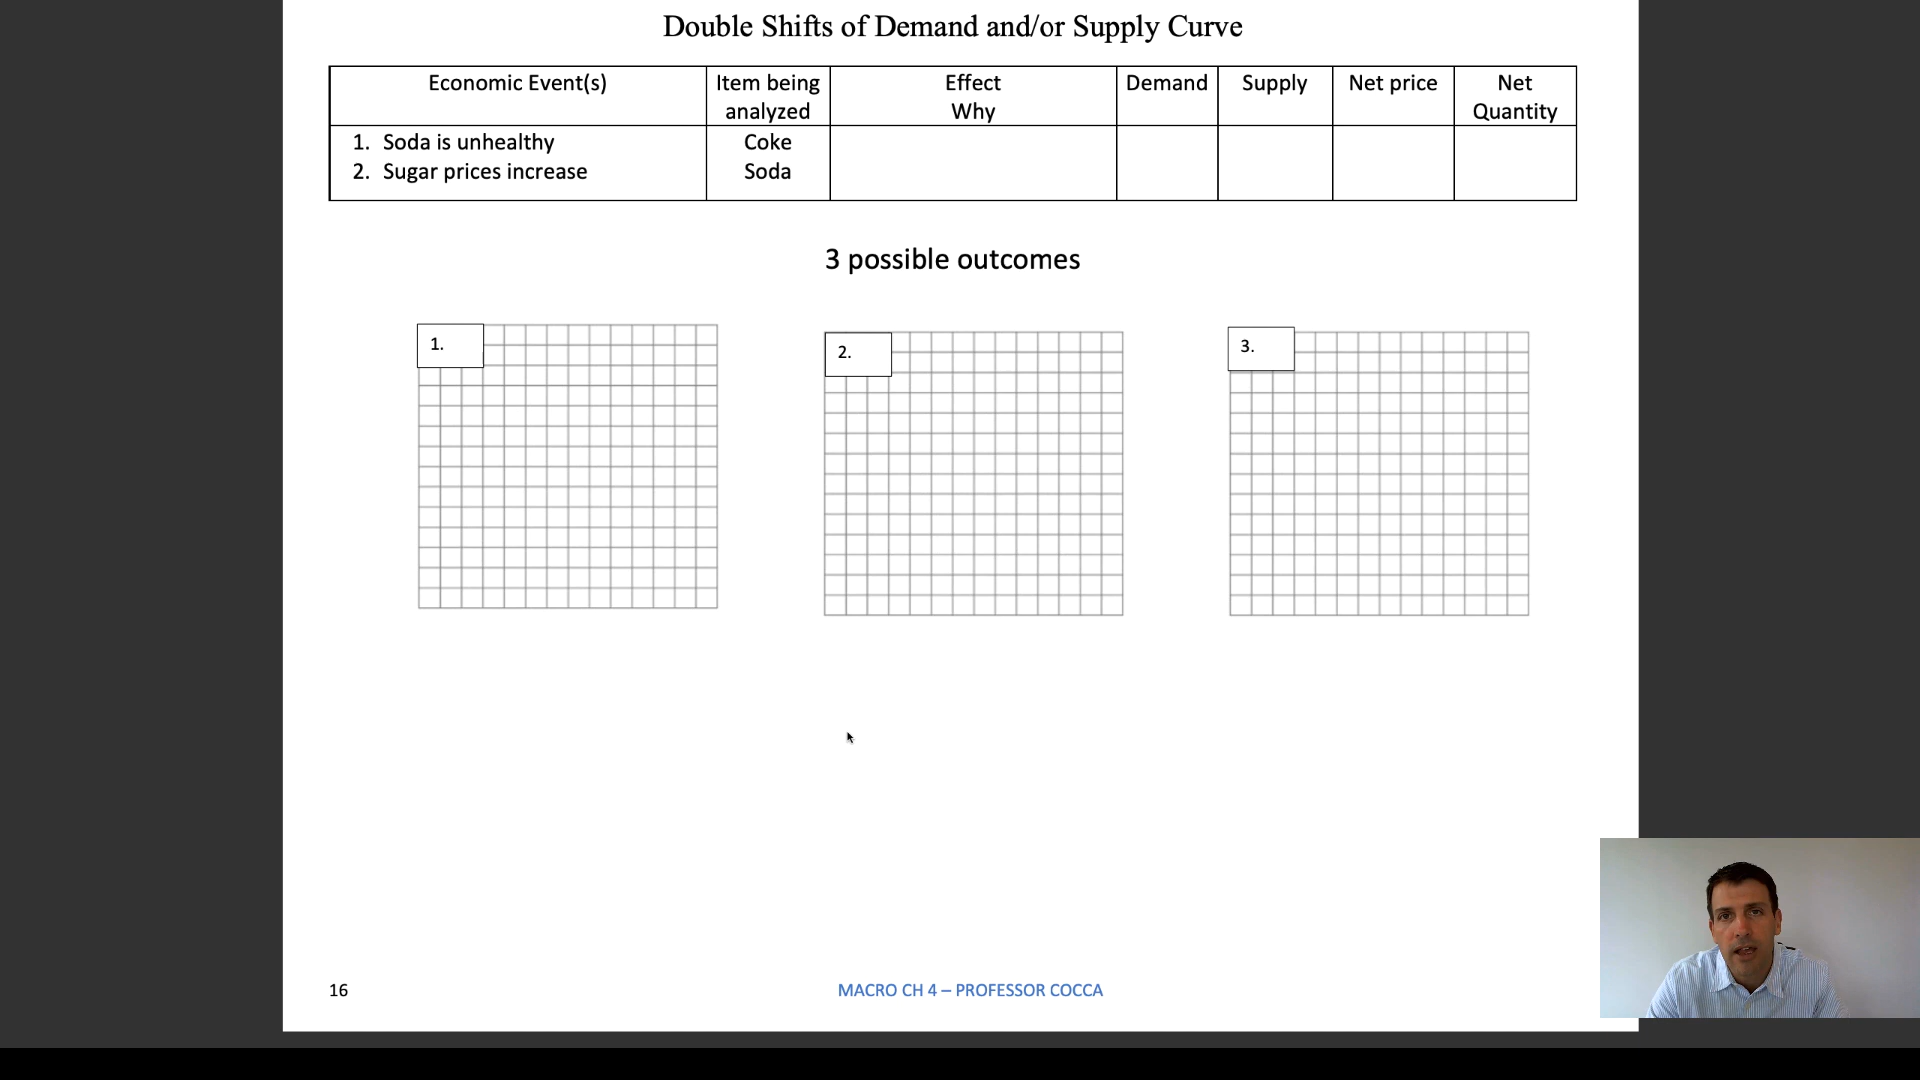 Double Shifts of Demand and/or Supply Curve
Economic Event(s) Item being analyzed Effect Why Demand Supply Net price Net Quantity
1. Soda is unhealthy Coke
2. Sugar prices increase Soda
3 possible outcomes
1.
2.
3.
16 MACRO CH 4 – PROFESSOR COCCA